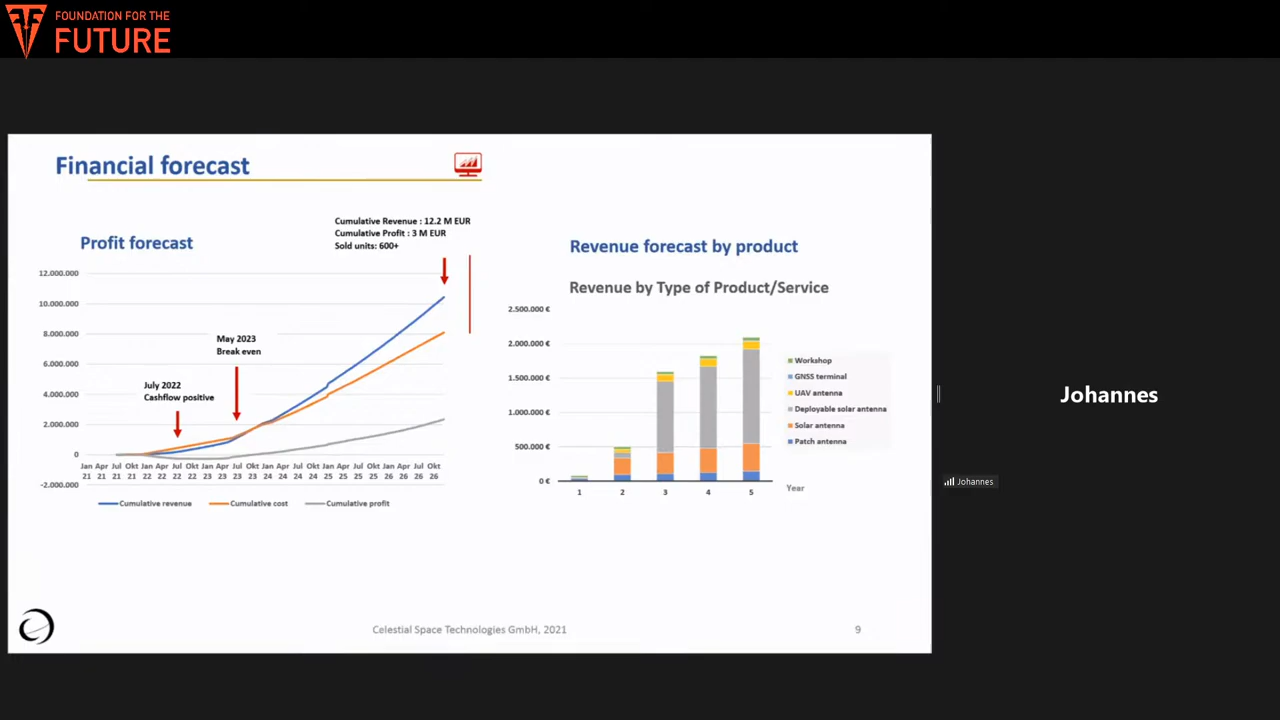 FOUNDATION FOR THE
FUTURE
Financial forecast
Profit forecast
Cumulative Revenue : 12.2 M EUR
Cumulative Profit : 3 M EUR
Sold units: 600+
12.000.000
10.000.000
8.000.000
6.000.000
4.000.000
2.000.000
0
-2.000.000
May 2023
Break even
July 2022
Cashflow positive
Jan Apr Jul Okt Jan Apr Jul Okt Jan Apr Jul Okt Jan Apr Jul Okt Jan Apr Jul Okt Jan Apr Jul Okt
21 21 21 21 22 22 22 22 23 23 23 23 24 24 24 24 25 25 25 25 26 26 26 26
Cumulative revenue Cumulative cost Cumulative profit
Revenue forecast by product
Revenue by Type of Product/Service
2.500.000 €
2.000.000 €
1.500.000 €
1.000.000 €
500.000 €
0 €
1 2 3 4 5 Year
Workshop
GNSS terminal
UAV antenna
Deployable solar antenna
Solar antenna
Patch antenna
Celestial Space Technologies GmbH, 2021
9
Johannes
Johannes